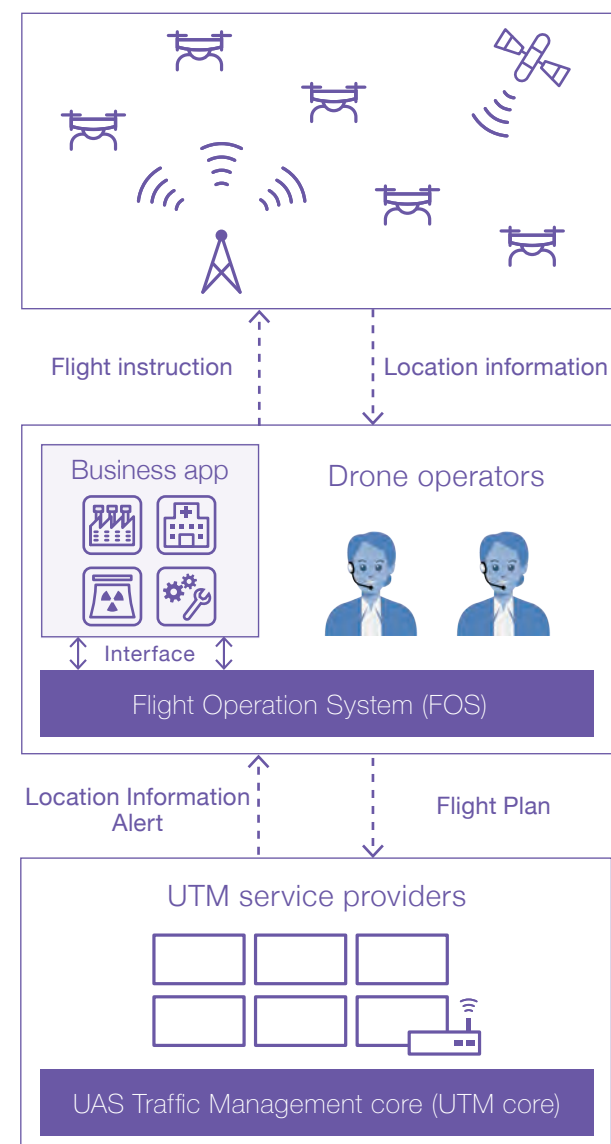 Flight instruction
Location information
Business app
Drone operators
Interface
Flight Operation System (FOS)
Location Information
Alert
Flight Plan
UTM service providers
UAS Traffic Management core (UTM core)